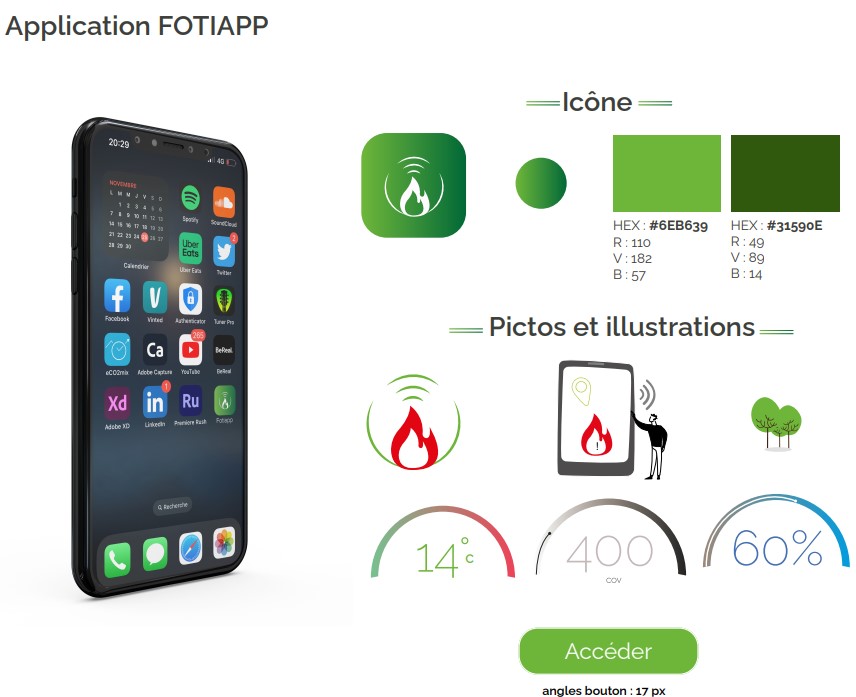 Application FOTIAPP
20:29
4G
NOVEMBRE
L M M J V S D
1 2 3 4 5 6
7 8 9 10 11 12 13
14 15 16 17 18 19 20
21 22 23 24 25 26 27
28 29 30
Calendrier
Spotify
SoundCloud
Uber
Eats
2
Uber Eats
Twitter
Facebook
Vinted
Authenticator
Tuner Pro
Ca
265
BeReal.
eCO2mix
Adobe Capture
YouTube
BeReal
Xd
in
1
Ru
Adobe XD
LinkedIn
Premiere Rush
Fotiapp
Recherche
Icône
HEX : #6EB639
R : 110
V : 182
B : 57
HEX : #31590E
R : 49
V : 89
B : 14
Pictos et illustrations
!
14°c
400
COV
60%
Accéder
angles bouton : 17 px